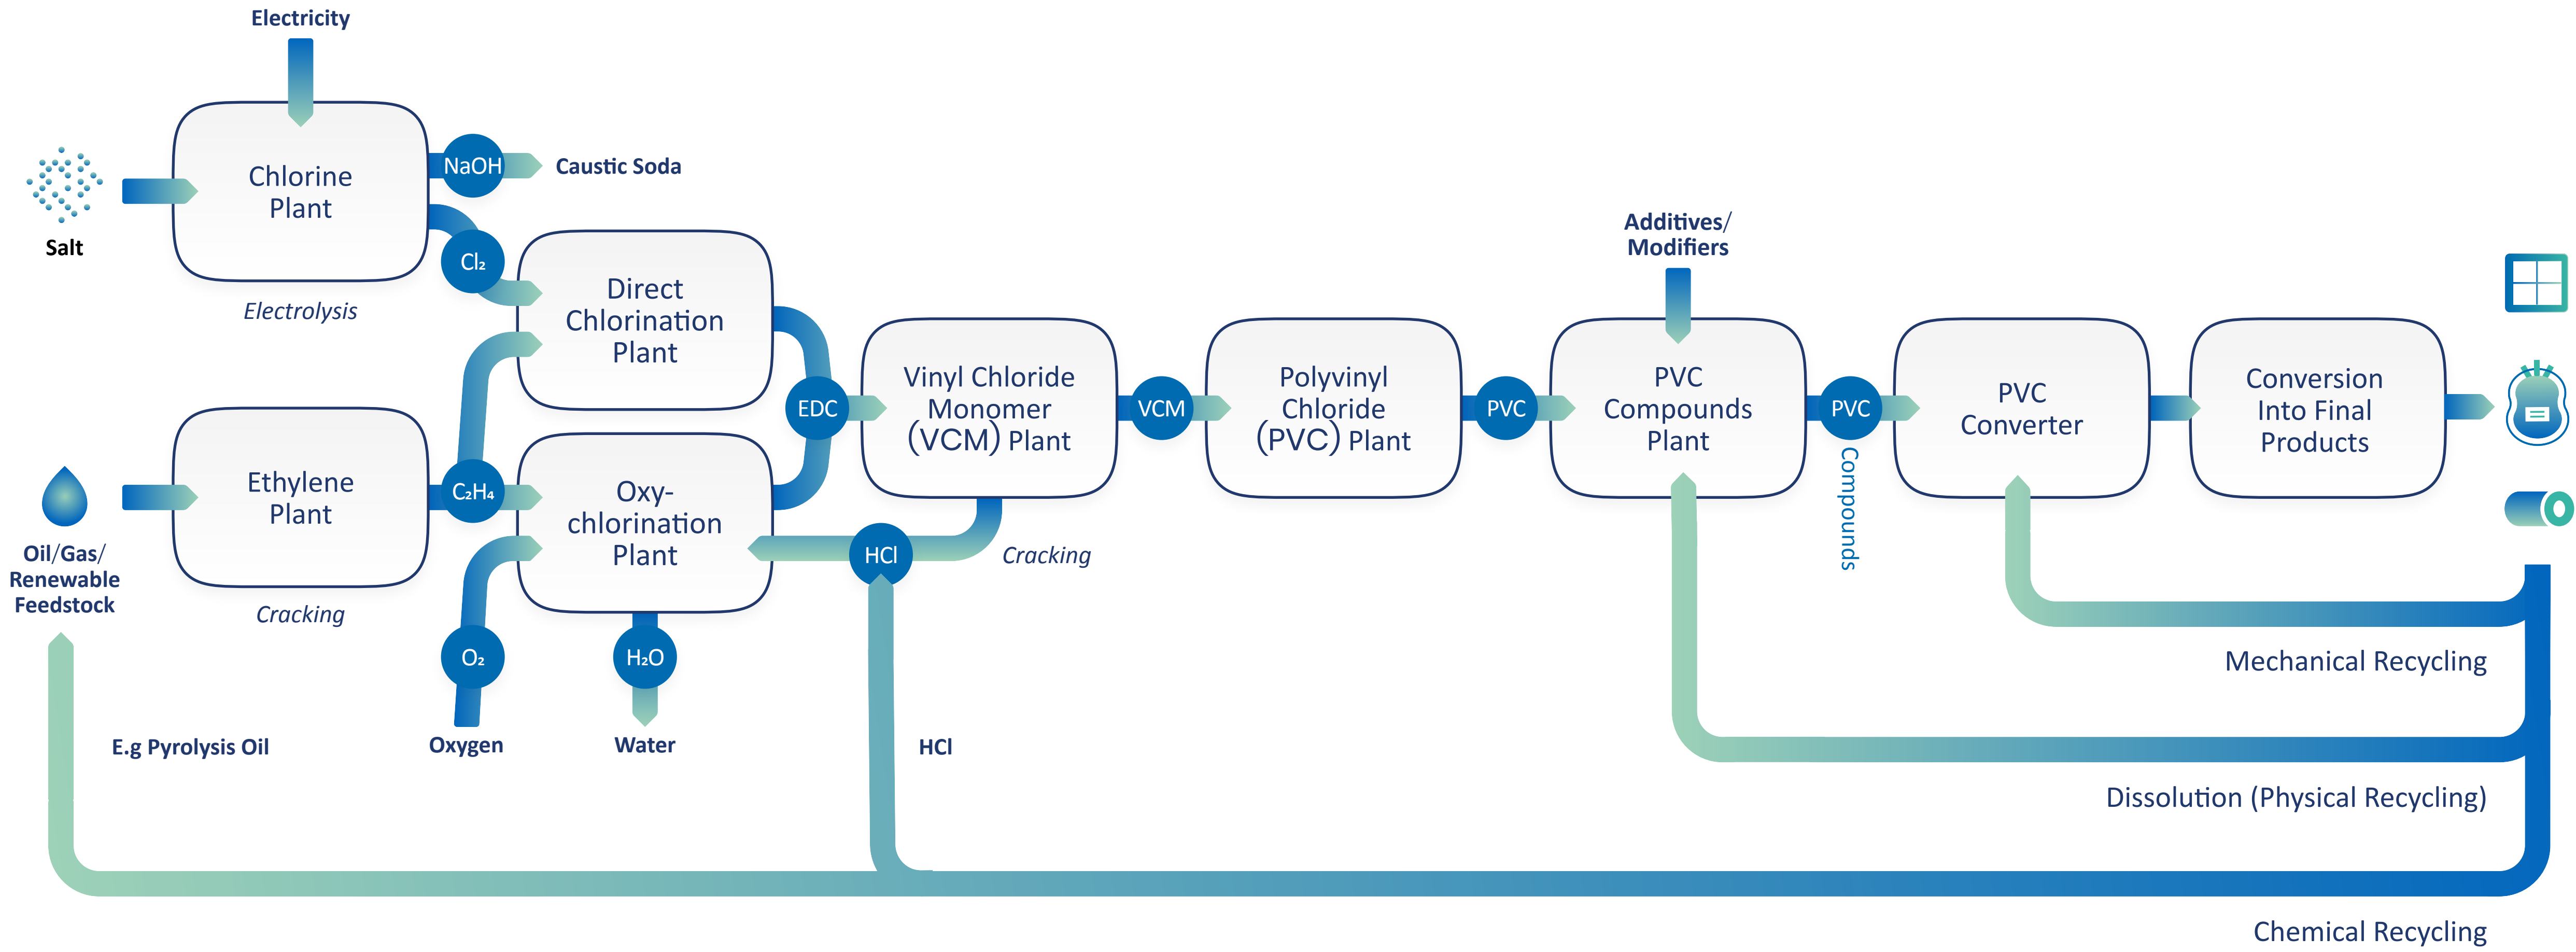 Electricity
Salt
Chlorine
Plant
Electrolysis
NaOH
Caustic Soda
Cl₂
Direct
Chlorination
Plant
Oil/Gas/
Renewable
Feedstock
Ethylene
Plant
Cracking
C₂H₄
Oxy-
chlorination
Plant
O₂
Oxygen
H₂O
Water
EDC
HCl
Vinyl Chloride
Monomer
(VCM) Plant
Cracking
VCM
Polyvinyl
Chloride
(PVC) Plant
PVC
Additives/
Modifiers
PVC
Compounds
Plant
PVC
Compounds
PVC
Converter
Conversion
Into Final
Products
Mechanical Recycling
E.g Pyrolysis Oil
HCl
Dissolution (Physical Recycling)
Chemical Recycling